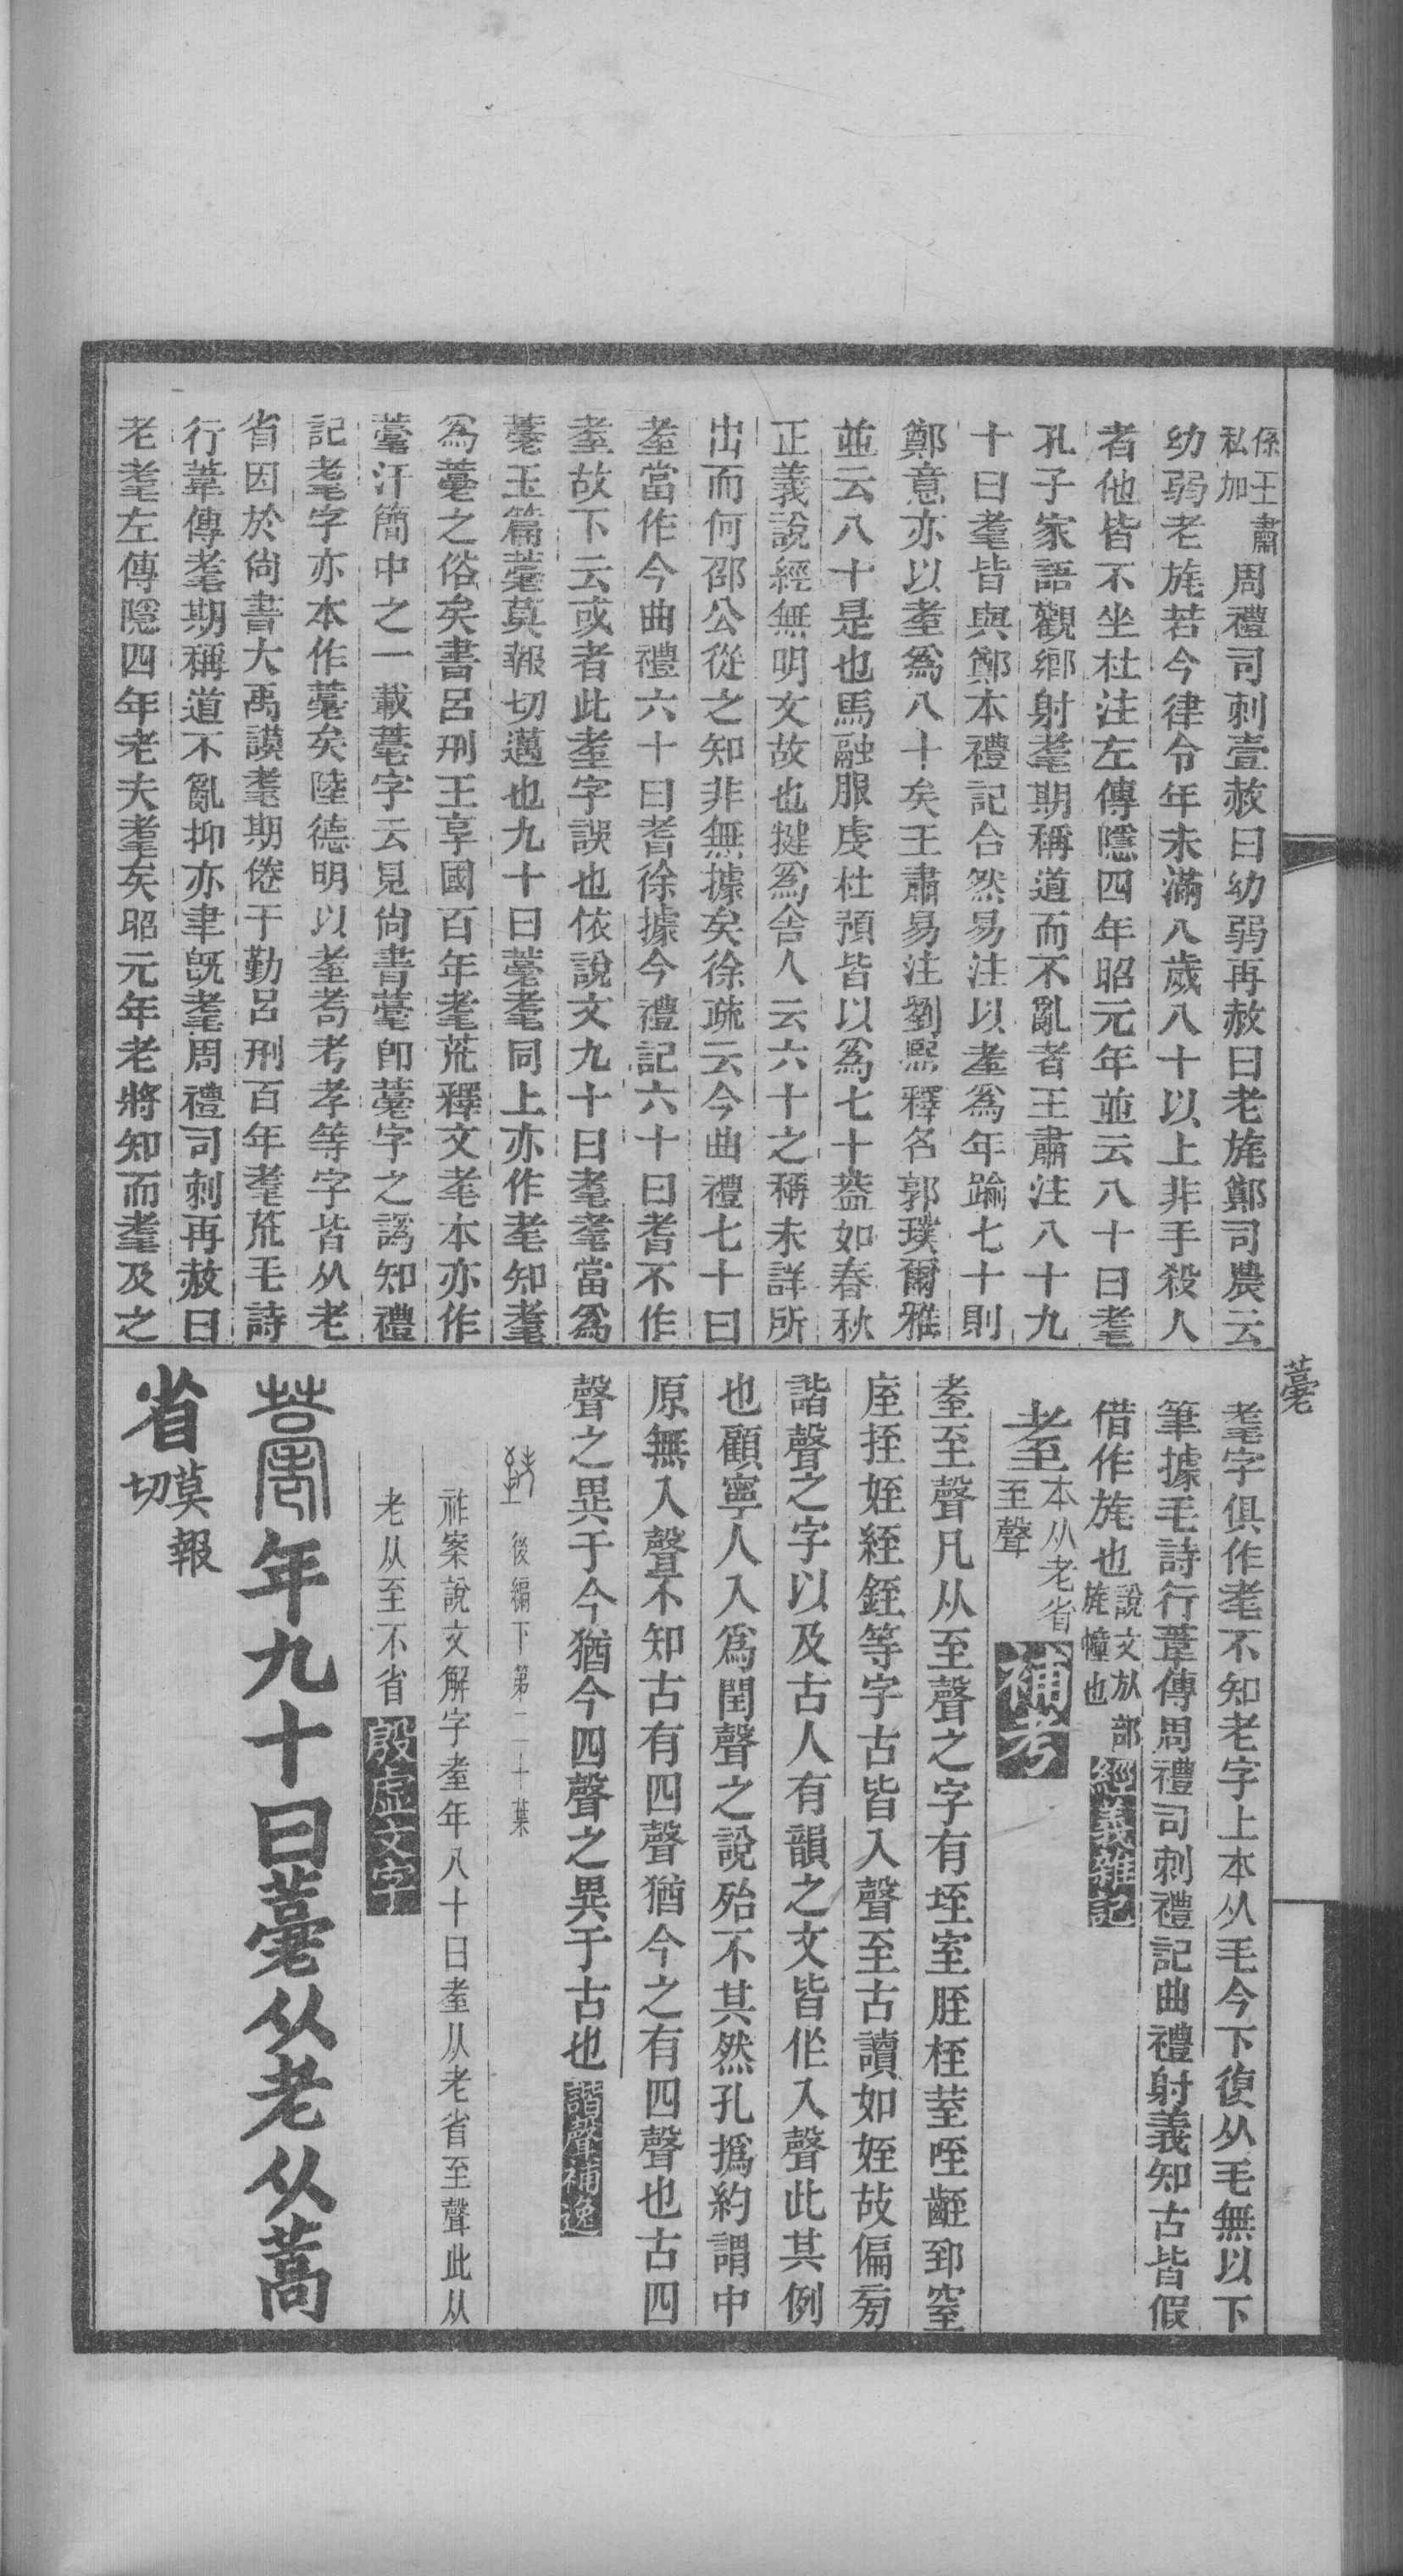 係王肅私加周禮司刺壹赦曰幼弱再赦曰老旄鄭司農云
幼弱老旄若今律令年未滿八歲八十以上非手殺人
者他皆不坐杜注左傳隱四年昭元年並云八十曰耄
孔子家語觀鄉射耄期稱道而不亂者王肅注八十九
十曰耄皆與鄭本禮記合然易注以耋爲年踰七十則
鄭意亦以耋爲八十矣王肅易注劉熙釋名郭璞爾雅
並云八十是也馬融服虔杜預皆以爲七十蓋如春秋
正義說經無明文故也揵爲舍人云六十之稱未詳所
出而何邵公從之知非無據矣徐疏云今曲禮七十曰
耋當作今曲禮六十曰耆徐據今禮記六十曰耆不作
耋故下云或者此耋字誤也依說文九十曰耄耄當爲
薹玉篇薹莫報切邁也九十曰薹耄同上亦作耄知耄
爲薹之俗矣書呂刑王享國百年耄荒釋文耄本亦作
薹汗簡中之一載薹字云見尚書薹卽薹字之譌知禮
記耄字亦本作薹矣陸德明以耋耇考孝等字皆从老
省因於尚書大禹謨耄期倦于勤呂刑百年耄荒毛詩
行葦傳耄期稱道不亂抑亦聿旣耄周禮司刺再赦曰
老耄左傳隱四年老夫耄矣昭元年老將知而耄及之
耄字俱作耄不知老字上本从毛今下復从毛無以下
筆據毛詩行葦傳周禮司刺禮記曲禮射義知古皆假
借作旄也說文㫃部旄幢也經義雜記
耋本从老省至聲補考
耋至聲凡从至聲之字有垤室胵桎荎咥䶡郅窒
庢挃姪絰銍等字古皆入聲至古讀如姪故偏旁
諧聲之字以及古人有韻之文皆作入聲此其例
也顧寧人入爲閏聲之說殆不其然孔撝約謂中
原無入聲不知古有四聲猶今之有四聲也古四
聲之異于今猶今四聲之異于古也諧聲補逸
後編下第二十葉
祚案說文解字耋年八十曰耋从老省至聲此从
老从至不省殷虛文字
年九十曰薹从老从蒿
省莫報切
薹